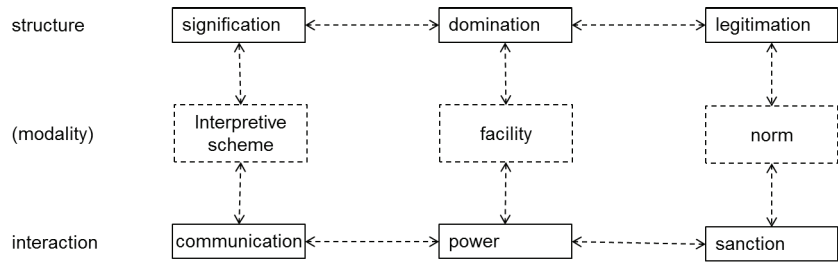 structure signification domination legitimation
(modality) Interpretive scheme facility norm
interaction communication power sanction